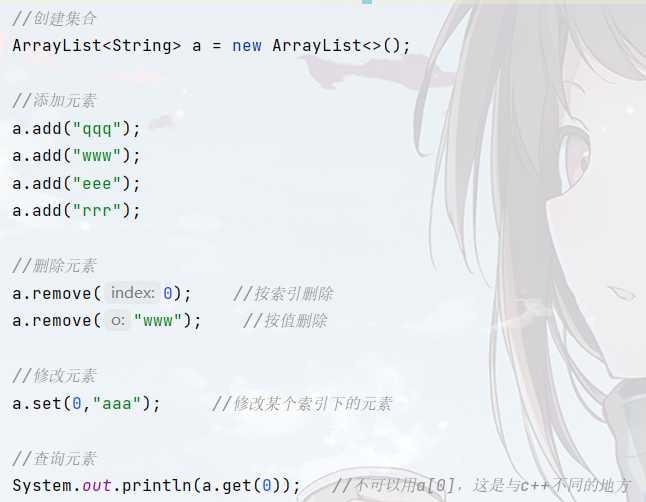 //创建集合
ArrayList<String> a = new ArrayList<>();
//添加元素
a.add("qqq");
a.add("www");
a.add("eee");
a.add("rrr");
//删除元素
a.remove( index: 0);    //按索引删除
a.remove( o: "www");    //按值删除
//修改元素
a.set(0,"aaa");    //修改某个索引下的元素
//查询元素
System.out.println(a.get(0));    //不可以用a[0]，这是与c++不同的地方